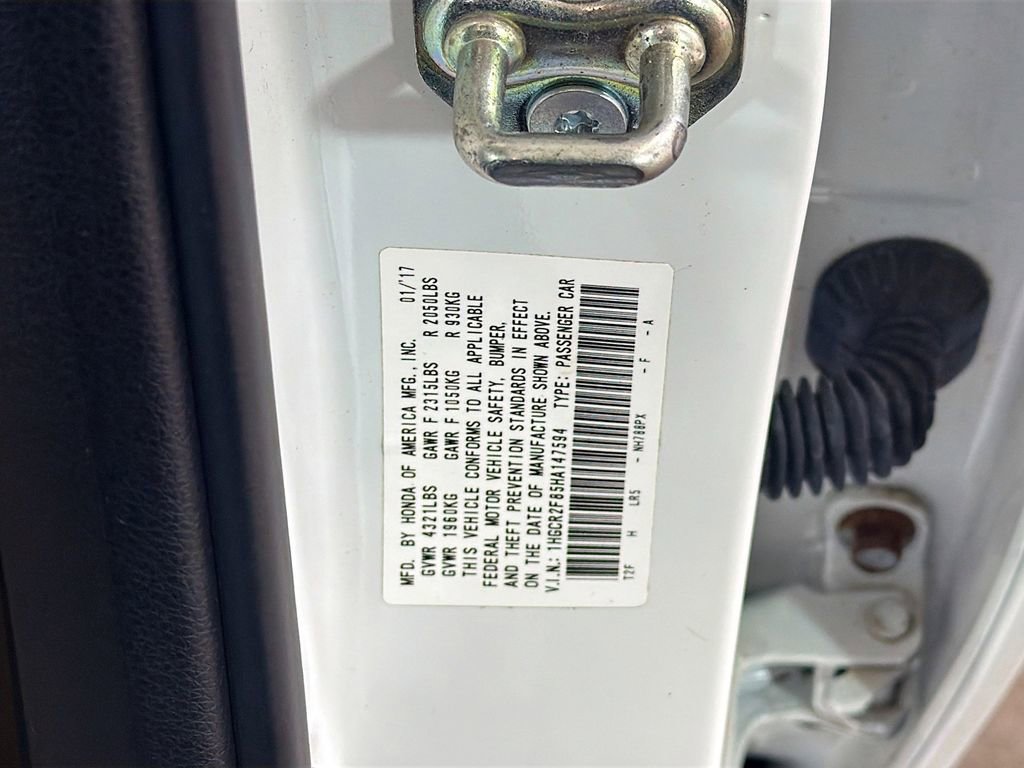 MFD. BY HONDA OF AMERICA MFG., INC. 01/'17
GVWR 4321LBS GAWR F 2315LBS R 2050LBS
GVWR 1960KG GAWR F 1050KG R 930KG
THIS VEHICLE CONFORMS TO ALL APPLICABLE
FEDERAL MOTOR VEHICLE SAFETY, BUMPER,
AND THEFT PREVENTION STANDARDS IN EFFECT
ON THE DATE OF MANUFACTURE SHOWN ABOVE.
V.I.N.: 1HGCR2F85HA147594 TYPE: PASSENGER CAR
T2F H LR5 - NH788PX - F - A